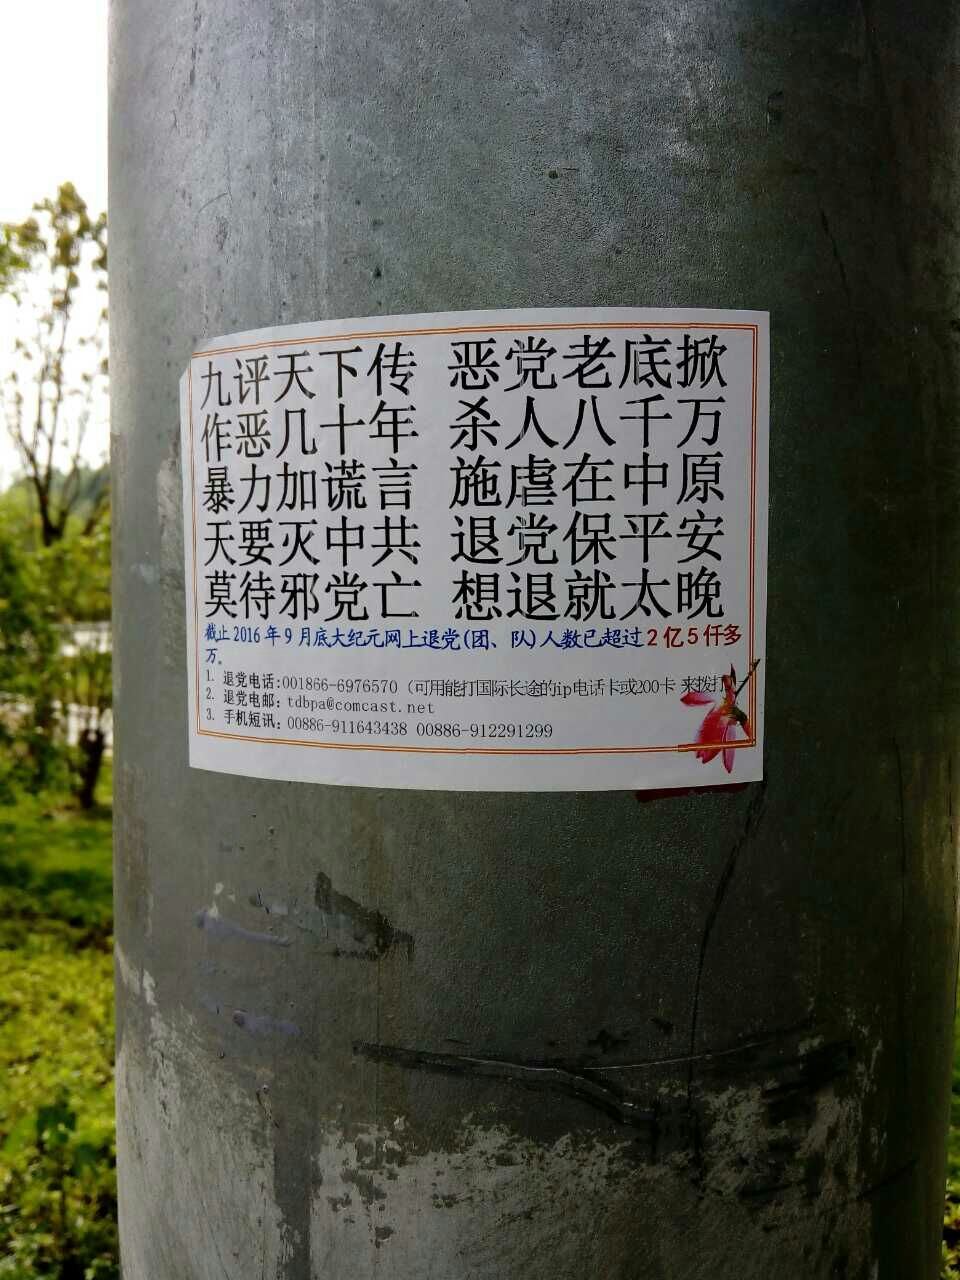 九评天下传 恶党老底掀
作恶几十年 杀人八千万
暴力加谎言 施虐在中原
天要灭中共 退党保平安
莫待邪党亡 想退就太晚
截止2016年9月底大纪元网上退党(团、队)人数已超过2亿5仟多
万。
1. 退党电话:001866-6976570 (可用能打国际长途的ip电话卡或200卡 来拨打)
2. 退党电邮:tdbpa@comcast.net
3. 手机短讯:00886-911643438 00886-912291299